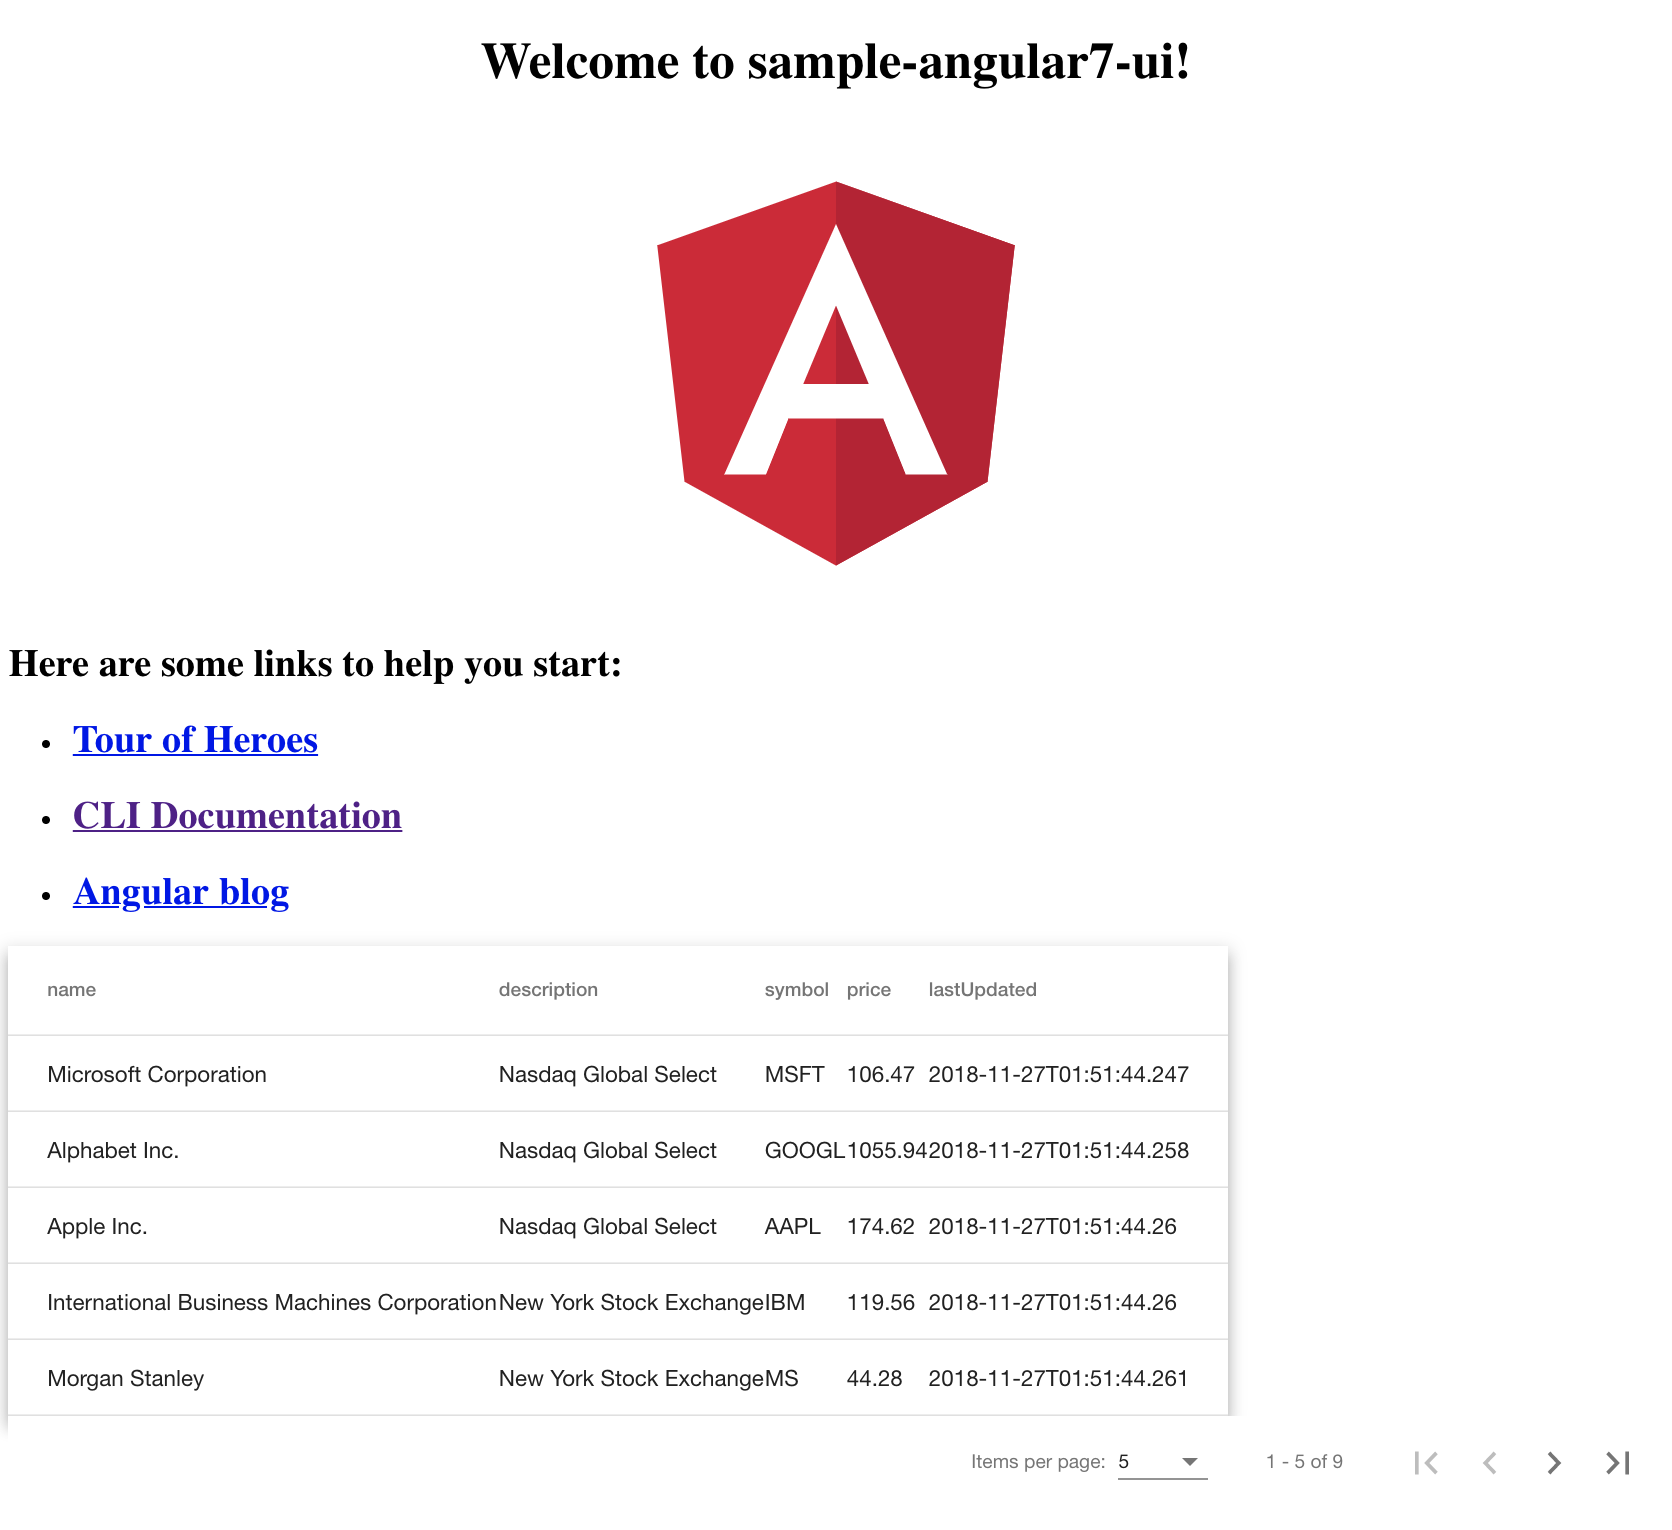 Welcome to sample-angular7-ui!
A
Here are some links to help you start:
Tour of Heroes
CLI Documentation
Angular blog
name description symbol price lastUpdated
Microsoft Corporation Nasdaq Global Select MSFT 106.47 2018-11-27T01:51:44.247
Alphabet Inc. Nasdaq Global Select GOOGL 1055.94 2018-11-27T01:51:44.258
Apple Inc. Nasdaq Global Select AAPL 174.62 2018-11-27T01:51:44.26
International Business Machines Corporation New York Stock Exchange IBM 119.56 2018-11-27T01:51:44.26
Morgan Stanley New York Stock Exchange MS 44.28 2018-11-27T01:51:44.261
Items per page: 5 1 - 5 of 9